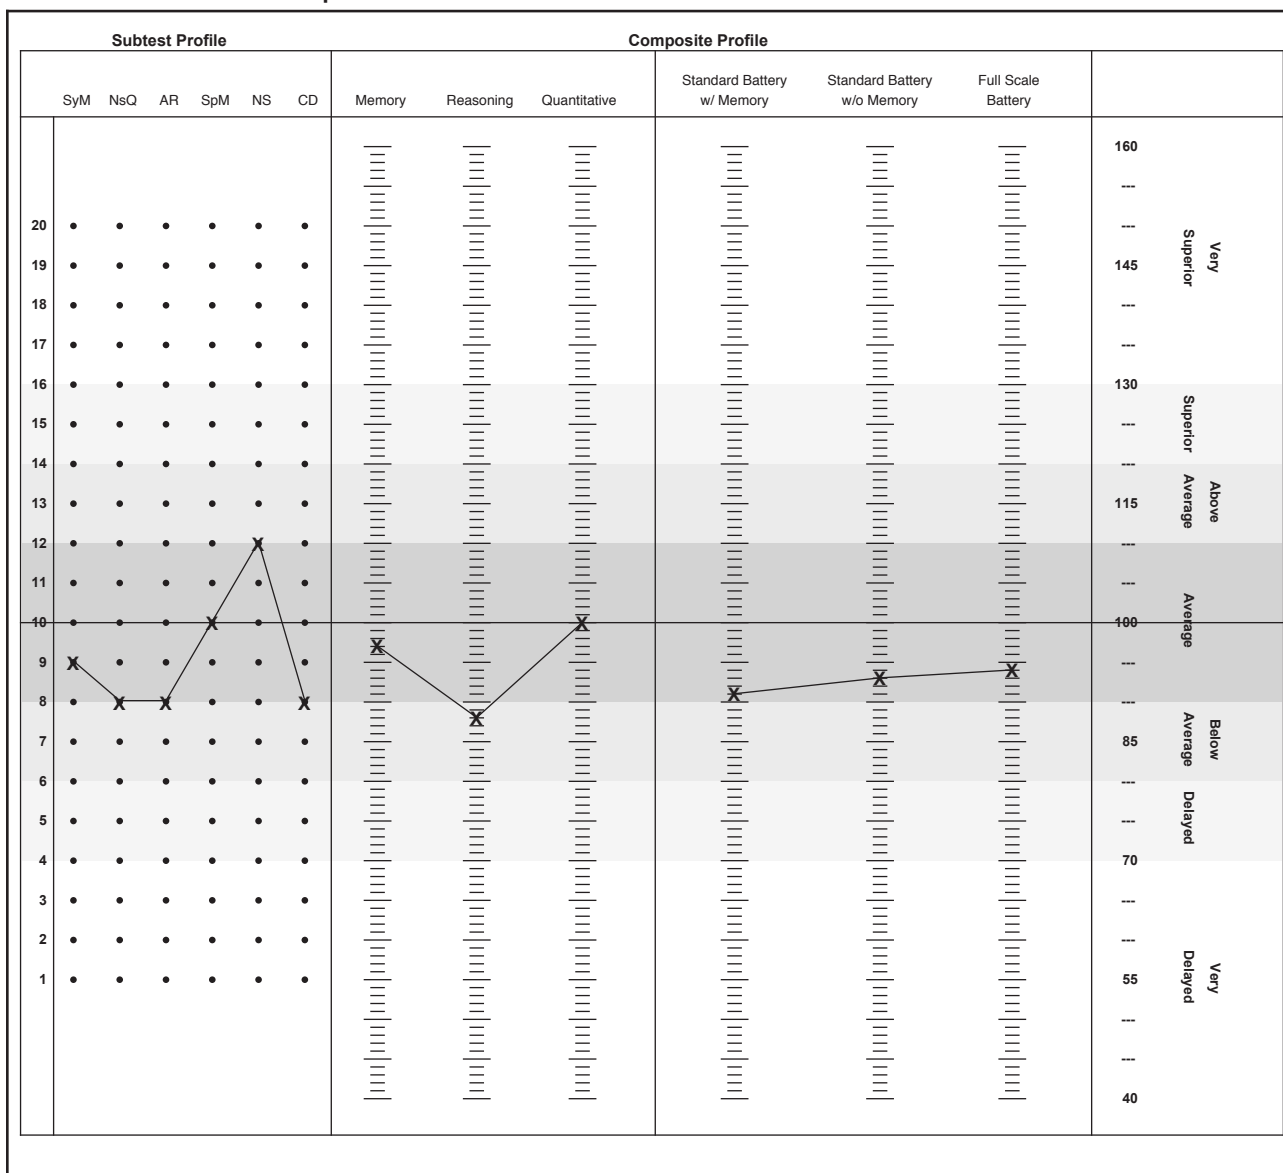 Subtest Profile
Composite Profile
SyM NsQ AR SpM NS CD
Memory Reasoning Quantitative
Standard Battery w/ Memory
Standard Battery w/o Memory
Full Scale Battery
20
19
18
17
16
15
14
13
12
11
10
9
8
7
6
5
4
3
2
1
X X X X X X
X X X
X X X
160
---
---
145
---
---
130
---
---
115
---
---
100
---
---
85
---
---
70
---
---
55
---
---
40
Very Superior
Superior
Above Average
Average
Below Average
Delayed
Very Delayed